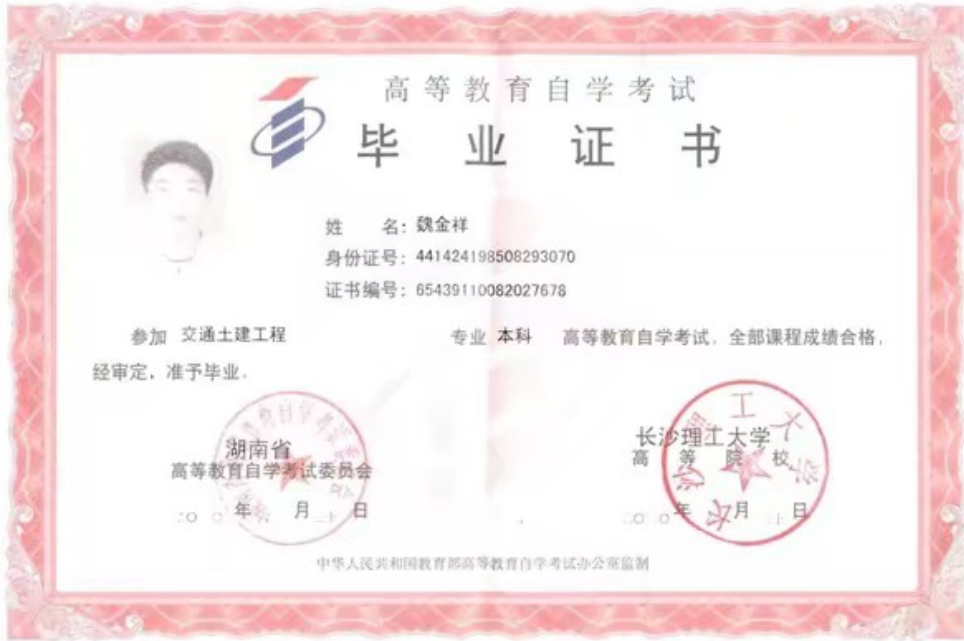 高等教育自学考试
毕业证书
姓 名：魏金祥
身份证号：441424198508293070
证书编号：65439110082027678
参加 交通土建工程 专业 本科 高等教育自学考试，全部课程成绩合格，
经审定，准予毕业。
湖南省
高等教育自学考试委员会
年 月 日
长沙理工大学
高等院校
年 月 日
长沙理工大学
中华人民共和国教育部高等教育自学考试办公室监制